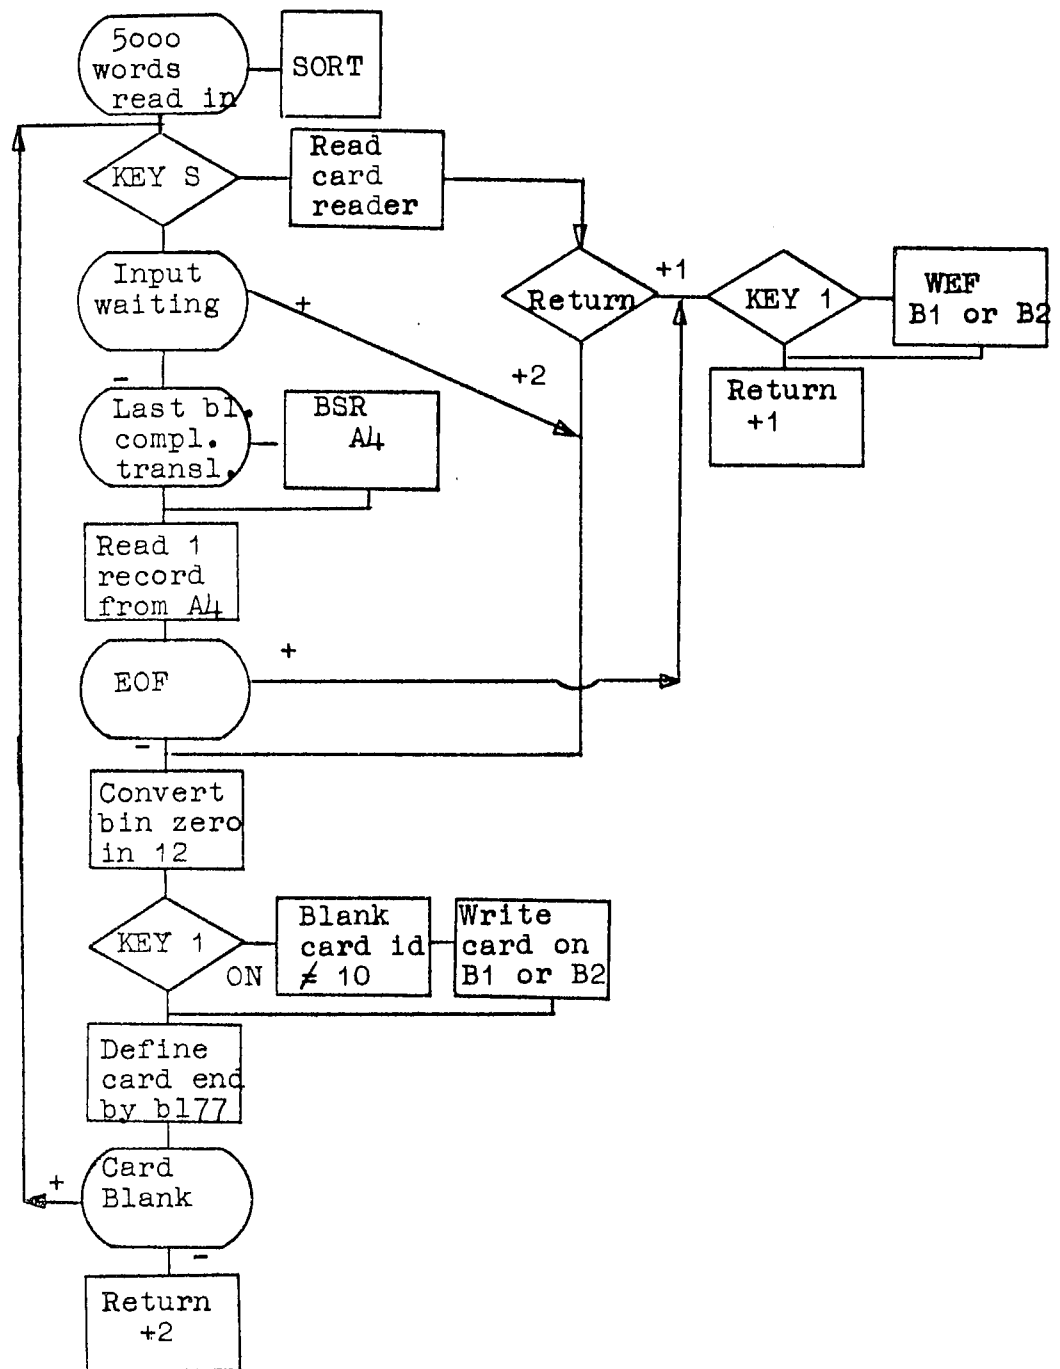 5000
words
read in
SORT
KEY S
Read
card
reader
Input
waiting
+
Return
+1
KEY 1
WEF
B1 or B2
+2
Return
+1
-
Last bl.
compl.
transl.
BSR
A4
Read 1
record
from A4
EOF
+
-
Convert
bin zero
in 12
KEY 1
ON
Blank
card id
≠ 10
Write
card on
B1 or B2
Define
card end
by bl77
Card
Blank
+
-
Return
+2